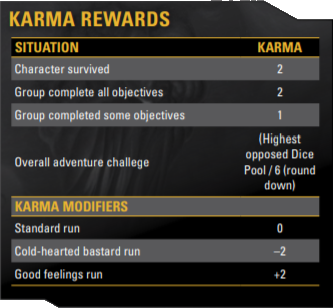 KARMA REWARDS
SITUATION KARMA
Character survived 2
Group complete all objectives 2
Group completed some objectives 1
Overall adventure challege (Highest
opposed Dice
Pool / 6 (round
down)
KARMA MODIFIERS
Standard run 0
Cold-hearted bastard run –2
Good feelings run +2